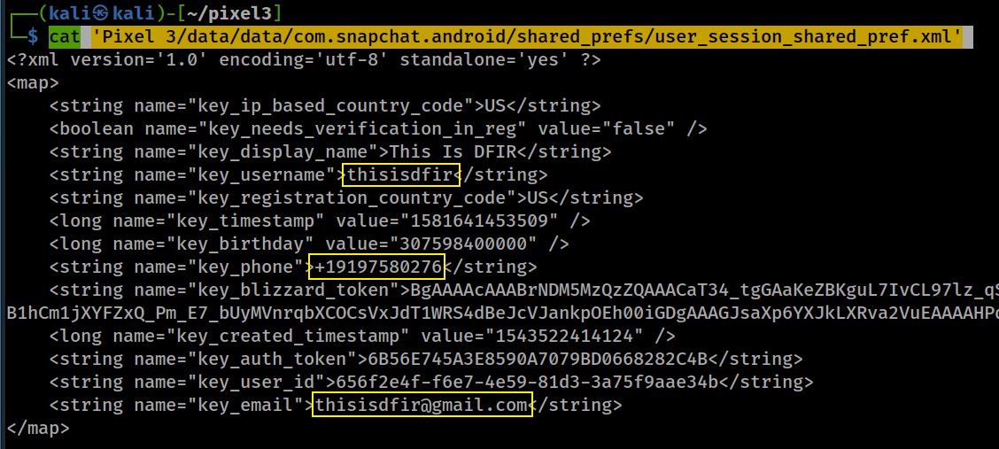 ┌──(kali㉿kali)-[~/pixel3]
└─$ cat 'Pixel 3/data/data/com.snapchat.android/shared_prefs/user_session_shared_pref.xml'
<?xml version='1.0' encoding='utf-8' standalone='yes' ?>
<map>
    <string name="key_ip_based_country_code">US</string>
    <boolean name="key_needs_verification_in_reg" value="false" />
    <string name="key_display_name">This Is DFIR</string>
    <string name="key_username">thisisdfir</string>
    <string name="key_registration_country_code">US</string>
    <long name="key_timestamp" value="1581641453509" />
    <long name="key_birthday" value="307598400000" />
    <string name="key_phone">+19197580276</string>
    <string name="key_blizzard_token">BgAAAAcAAABrNDM5MzQzZQAAACaT34_tgGAaKeZBKguL7IvCL97lz_qS
B1hCm1jXYFZxQ_Pm_E7_bUyMVnrqbXCOCsVxJdT1WRS4dBeJcVJankpOEh00iGDgAAAGJsaXp6YXJkLXRva2VuEAAAAHPd
    <long name="key_created_timestamp" value="1543522414124" />
    <string name="key_auth_token">6B56E745A3E8590A7079BD0668282C4B</string>
    <string name="key_user_id">656f2e4f-f6e7-4e59-81d3-3a75f9aae34b</string>
    <string name="key_email">thisisdfir@gmail.com</string>
</map>